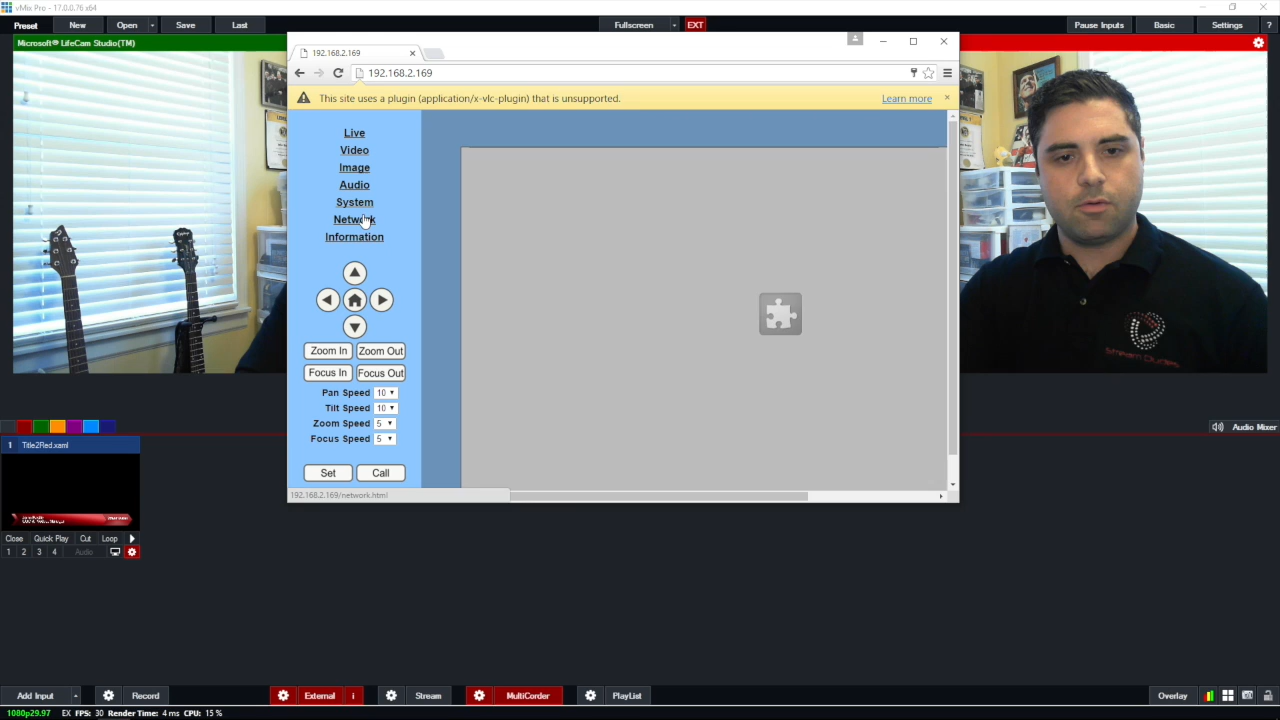 vMix Pro - 17.0.0.76 x64
Preset New Open Save Last Fullscreen EXT Pause Inputs Basic Settings ?
Microsoft® LifeCam Studio(TM)
192.168.2.169
192.168.2.169
This site uses a plugin (application/x-vlc-plugin) that is unsupported. Learn more
Live
Video
Image
Audio
System
Network
Information
Zoom In Zoom Out
Focus In Focus Out
Pan Speed 10
Tilt Speed 10
Zoom Speed 5
Focus Speed 5
Set Call
192.168.2.169/network.html
Stream Geeks
Audio Mixer
1 Title2Red.xaml
Close Quick Play Cut Loop
1 2 3 4 Audio
Add Input Record External i Stream MultiCorder PlayList Overlay
1080p29.97 EX FPS: 30 Render Time: 4 ms CPU: 15 %